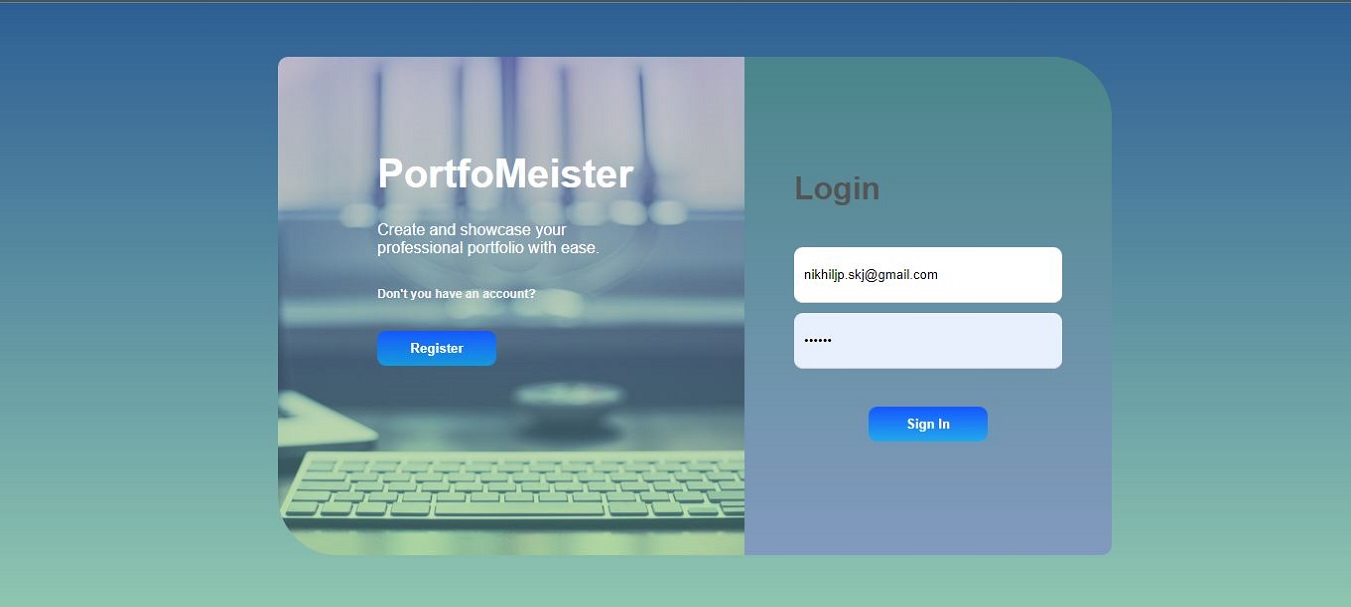 PortfoMeister
Create and showcase your
professional portfolio with ease.
Don't you have an account?
Register
Login
nikhiljp.skj@gmail.com
••••••
Sign In